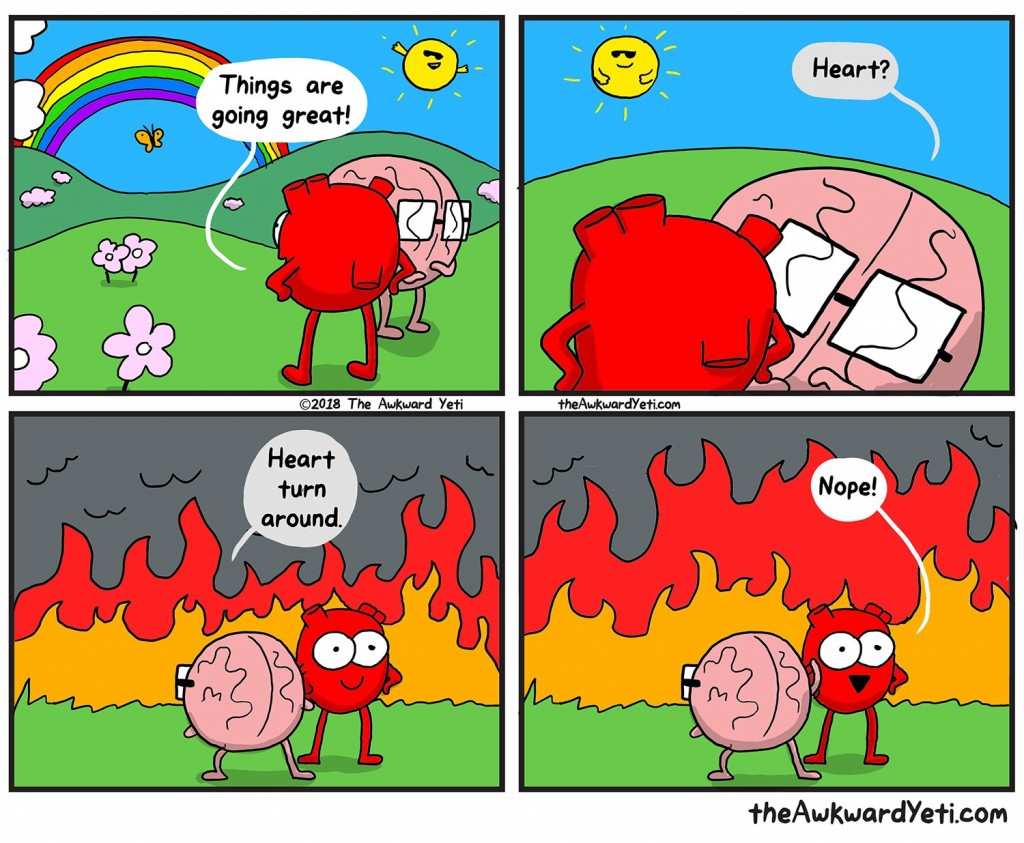 Things are
going great!
Heart?
©2018 The Awkward Yeti
theAwkwardYeti.com
Heart
turn
around.
Nope!
theAwkwardYeti.com